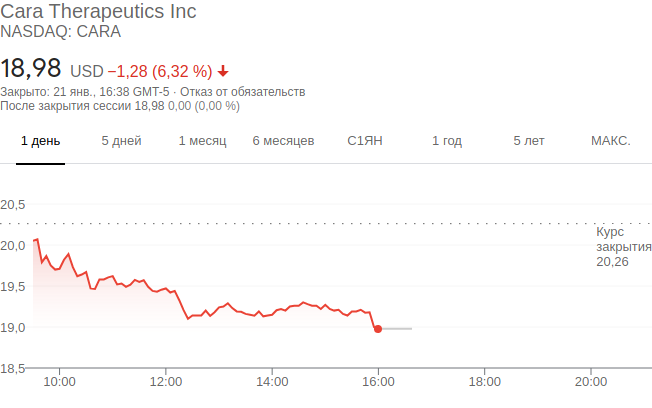 Cara Therapeutics Inc
NASDAQ: CARA
18,98 USD −1,28 (6,32 %)
Закрыто: 21 янв., 16:38 GMT-5 · Отказ от обязательств
После закрытия сессии 18,98 0,00 (0,00 %)
1 день 5 дней 1 месяц 6 месяцев С1ЯН 1 год 5 лет МАКС.
20,5
20,0
19,5
19,0
18,5
Курс
закрытия
20,26
10:00 12:00 14:00 16:00 18:00 20:00